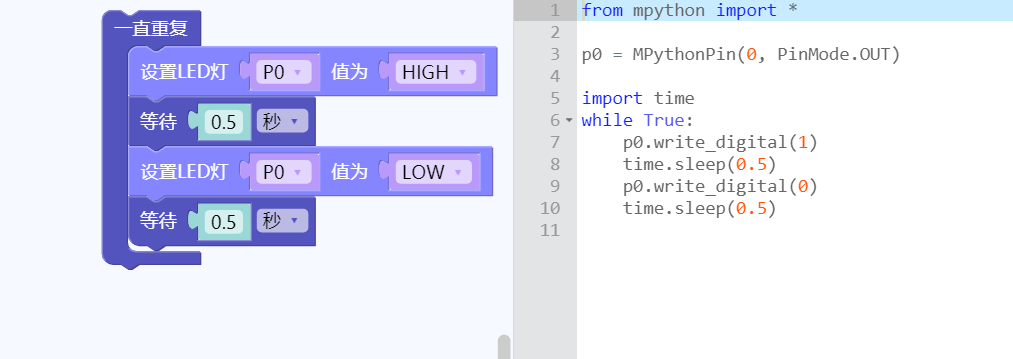 一直重复
设置LED灯 P0 值为 HIGH
等待 0.5 秒
设置LED灯 P0 值为 LOW
等待 0.5 秒
1 from mpython import *
2
3 p0 = MPythonPin(0, PinMode.OUT)
4
5 import time
6 while True:
7     p0.write_digital(1)
8     time.sleep(0.5)
9     p0.write_digital(0)
10     time.sleep(0.5)
11